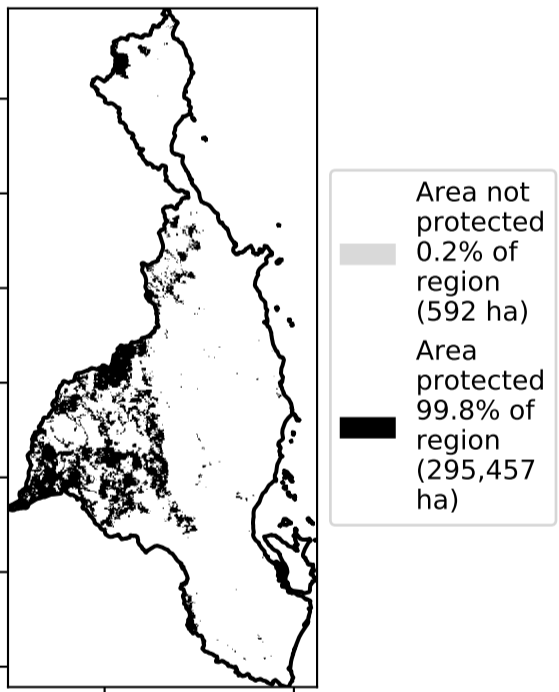 Area not
protected
0.2% of
region
(592 ha)
Area
protected
99.8% of
region
(295,457
ha)